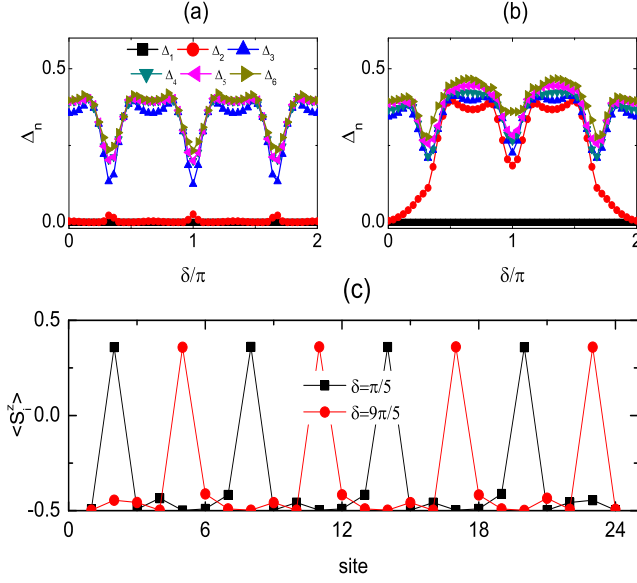 (a)
(b)
Δ₁ Δ₂ Δ₃
Δ₄ Δ₅ Δ₆
0.5
0.0
Δₙ
0 1 2
δ/π
0.5
0.0
Δₙ
0 1 2
δ/π
(c)
0.5
0.0
-0.5
<Sᵢᶻ>
δ=π/5
δ=9π/5
0 6 12 18 24
site